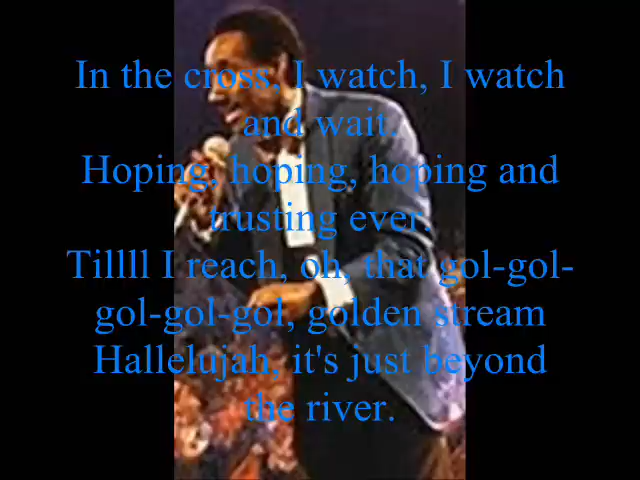 In the cross, I watch, I watch
and wait.
Hoping, hoping, hoping and
trusting ever.
Tillll I reach, oh, that gol-gol-
gol-gol-gol, golden stream
Hallelujah, it's just beyond
the river.